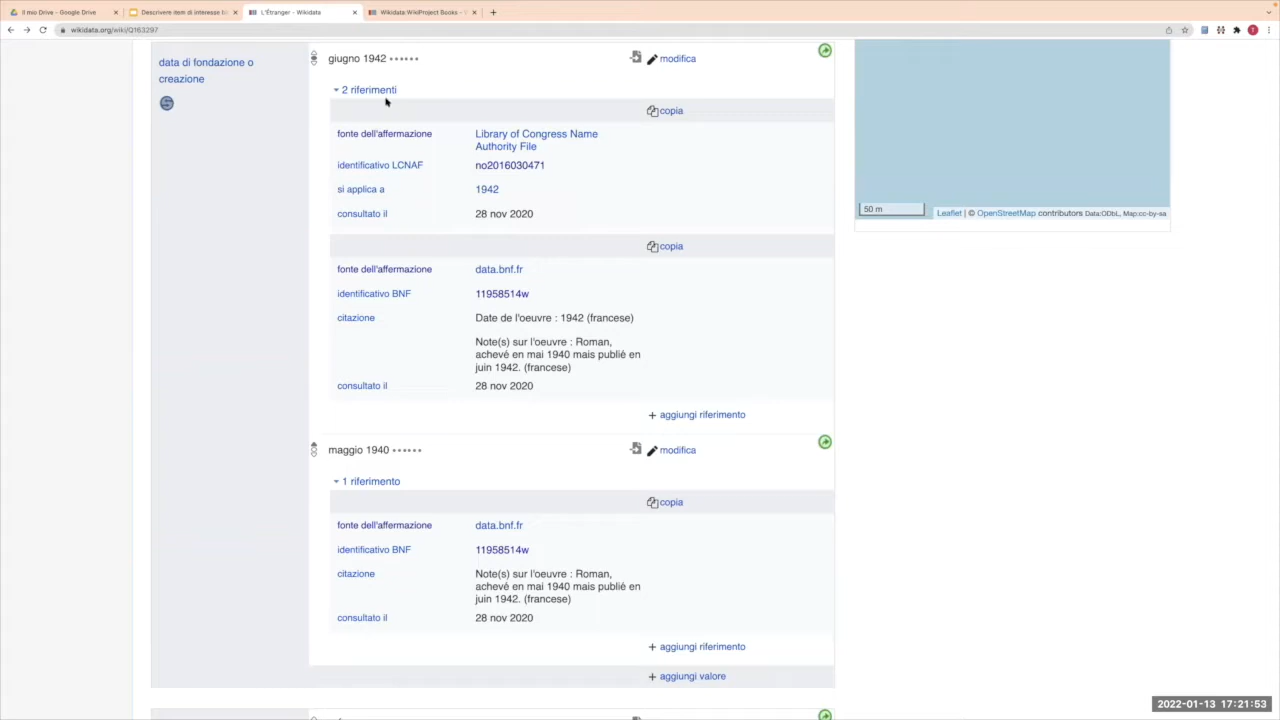 Il mio Drive - Google Drive
Descrivere item di interesse bi
L'Étranger - Wikidata
Wikidata:WikiProject Books -
wikidata.org/wiki/Q163297
data di fondazione o
creazione
giugno 1942
modifica
2 riferimenti
copia
fonte dell'affermazione
Library of Congress Name
Authority File
identificativo LCNAF
no2016030471
si applica a
1942
consultato il
28 nov 2020
copia
fonte dell'affermazione
data.bnf.fr
identificativo BNF
11958514w
citazione
Date de l'oeuvre : 1942 (francese)
Note(s) sur l'oeuvre : Roman,
achevé en mai 1940 mais publié en
juin 1942. (francese)
consultato il
28 nov 2020
+ aggiungi riferimento
maggio 1940
modifica
1 riferimento
copia
fonte dell'affermazione
data.bnf.fr
identificativo BNF
11958514w
citazione
Note(s) sur l'oeuvre : Roman,
achevé en mai 1940 mais publié en
juin 1942. (francese)
consultato il
28 nov 2020
+ aggiungi riferimento
+ aggiungi valore
50 m
Leaflet | © OpenStreetMap contributors Data:ODbL, Map:cc-by-sa
2022-01-13 17:21:53